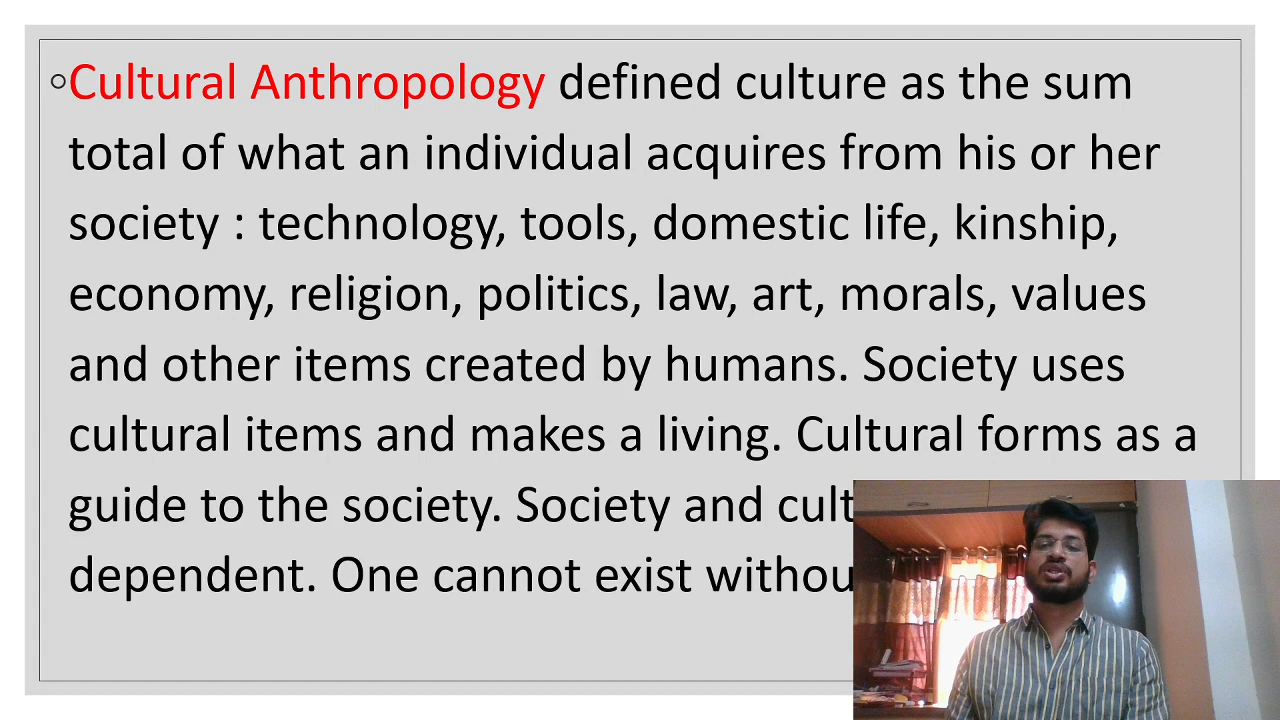 Cultural Anthropology defined culture as the sum
total of what an individual acquires from his or her
society : technology, tools, domestic life, kinship,
economy, religion, politics, law, art, morals, values
and other items created by humans. Society uses
cultural items and makes a living. Cultural forms as a
guide to the society. Society and cult
dependent. One cannot exist withou